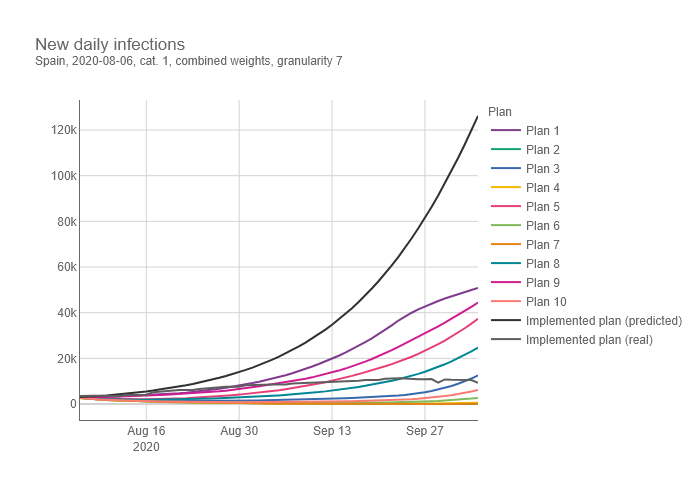 New daily infections
Spain, 2020-08-06, cat. 1, combined weights, granularity 7
120k
100k
80k
60k
40k
20k
0
Aug 16
2020
Aug 30
Sep 13
Sep 27
Plan
Plan 1
Plan 2
Plan 3
Plan 4
Plan 5
Plan 6
Plan 7
Plan 8
Plan 9
Plan 10
Implemented plan (predicted)
Implemented plan (real)